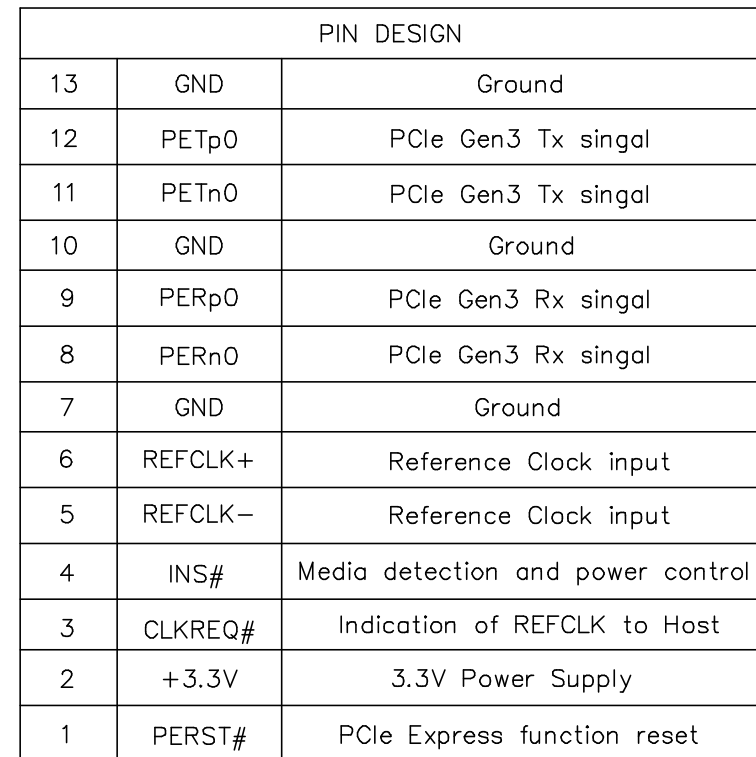 PIN DESIGN
13 GND Ground
12 PETp0 PCIe Gen3 Tx singal
11 PETn0 PCIe Gen3 Tx singal
10 GND Ground
9 PERp0 PCIe Gen3 Rx singal
8 PERn0 PCIe Gen3 Rx singal
7 GND Ground
6 REFCLK+ Reference Clock input
5 REFCLK− Reference Clock input
4 INS# Media detection and power control
3 CLKREQ# Indication of REFCLK to Host
2 +3.3V 3.3V Power Supply
1 PERST# PCIe Express function reset